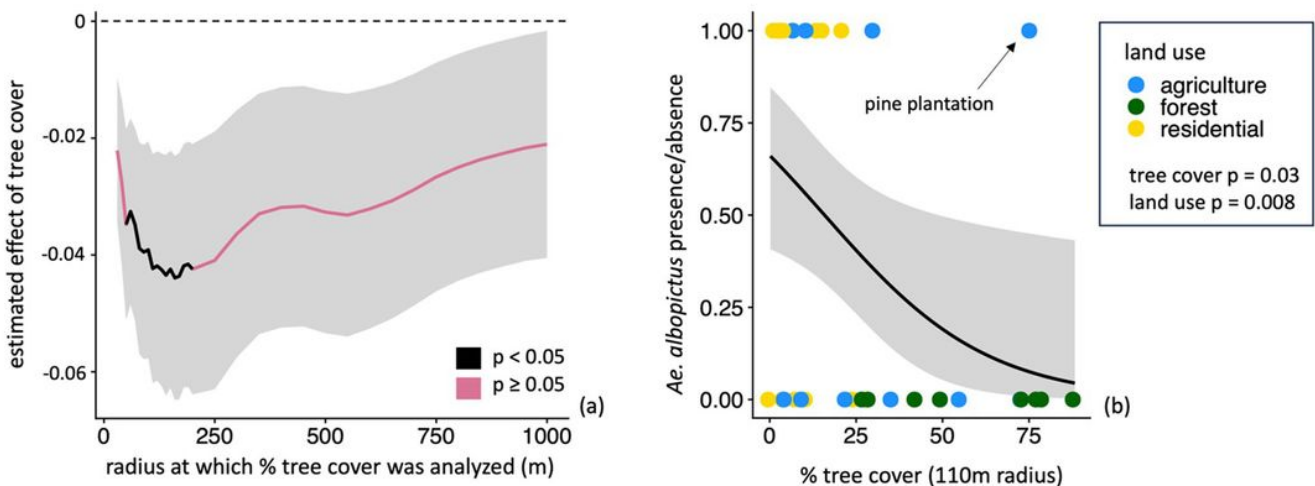 estimated effect of tree cover
0
-0.02
-0.04
-0.06
p < 0.05
p ≥ 0.05
(a)
0
250
500
750
1000
radius at which % tree cover was analyzed (m)
Ae. albopictus presence/absence
1.00
0.75
0.50
0.25
0.00
pine plantation
(b)
0
25
50
75
% tree cover (110m radius)
land use
agriculture
forest
residential
tree cover p = 0.03
land use p = 0.008